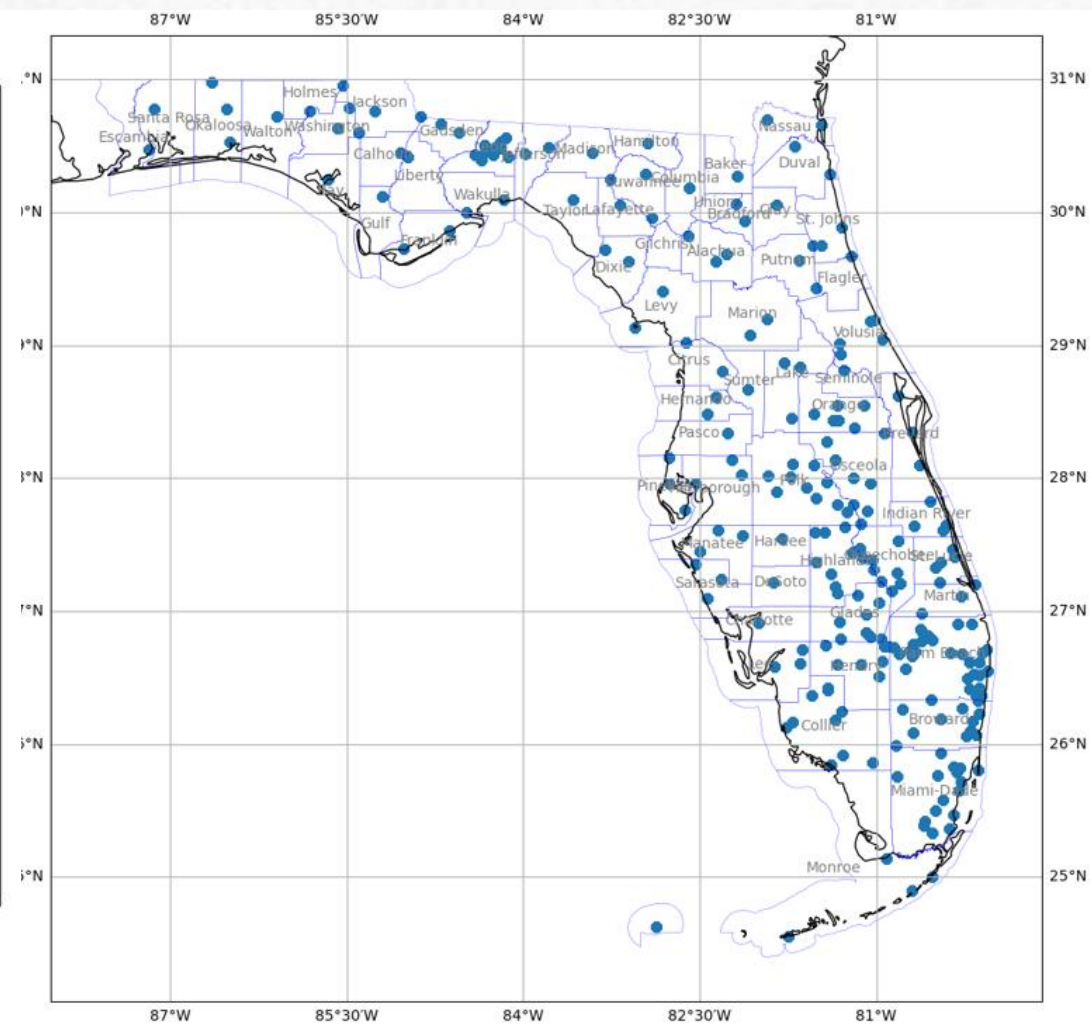 87°W 85°30'W 84°W 82°30'W 81°W
31°N
Holmes
Jackson
Santa Rosa
Okaloosa
Walton
Washington
Escambia
Gadsden
Calhoun
Liberty
Madison
Hamilton
Nassau
Duval
Baker
Columbia
Suwannee
Union
Bradford
Clay
St. Johns
Wakulla
Taylor
Lafayette
Gulf
Franklin
30°N
Gilchrist
Alachua
Putnam
Dixie
Flagler
Levy
Marion
Volusia
29°N
Citrus
Sumter
Lake
Seminole
Hernando
Orange
Pasco
Brevard
28°N
Osceola
Polk
Indian River
Manatee
Hardee
Highlands
Okeechobee
St. Lucie
Sarasota
DeSoto
Martin
27°N
Charlotte
Glades
Lee
Hendry
Palm Beach
Collier
Broward
26°N
Miami-Dade
Monroe
25°N
87°W 85°30'W 84°W 82°30'W 81°W